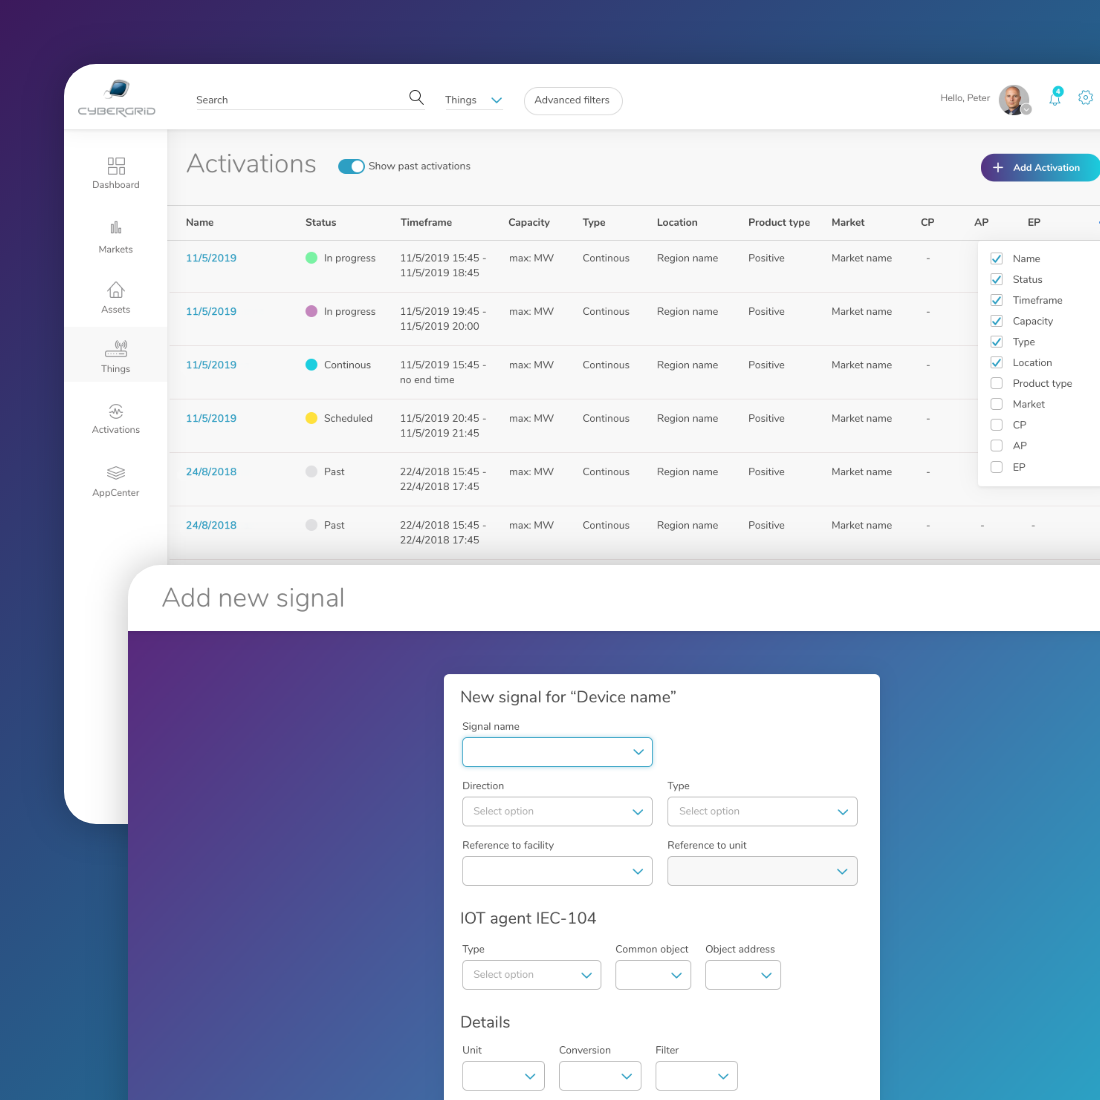 CYBERGRID
Search
Things
Advanced filters
Hello, Peter
4
Dashboard
Markets
Assets
Things
Activations
AppCenter
Activations
Show past activations
+ Add Activation
Name Status Timeframe Capacity Type Location Product type Market CP AP EP
11/5/2019 In progress 11/5/2019 15:45 - max: MW Continous Region name Positive Market name -
11/5/2019 18:45
11/5/2019 In progress 11/5/2019 19:45 - max: MW Continous Region name Positive Market name -
11/5/2019 20:00
11/5/2019 Continous 11/5/2019 15:45 - max: MW Continous Region name Positive Market name -
no end time
11/5/2019 Scheduled 11/5/2019 20:45 - max: MW Continous Region name Positive Market name -
11/5/2019 21:45
24/8/2018 Past 22/4/2018 15:45 - max: MW Continous Region name Positive Market name -
22/4/2018 17:45
24/8/2018 Past 22/4/2018 15:45 - max: MW Continous Region name Positive Market name - - -
22/4/2018 17:45
Name
Status
Timeframe
Capacity
Type
Location
Product type
Market
CP
AP
EP
Add new signal
New signal for “Device name”
Signal name
Direction Type
Select option Select option
Reference to facility Reference to unit
IOT agent IEC-104
Type Common object Object address
Select option
Details
Unit Conversion Filter